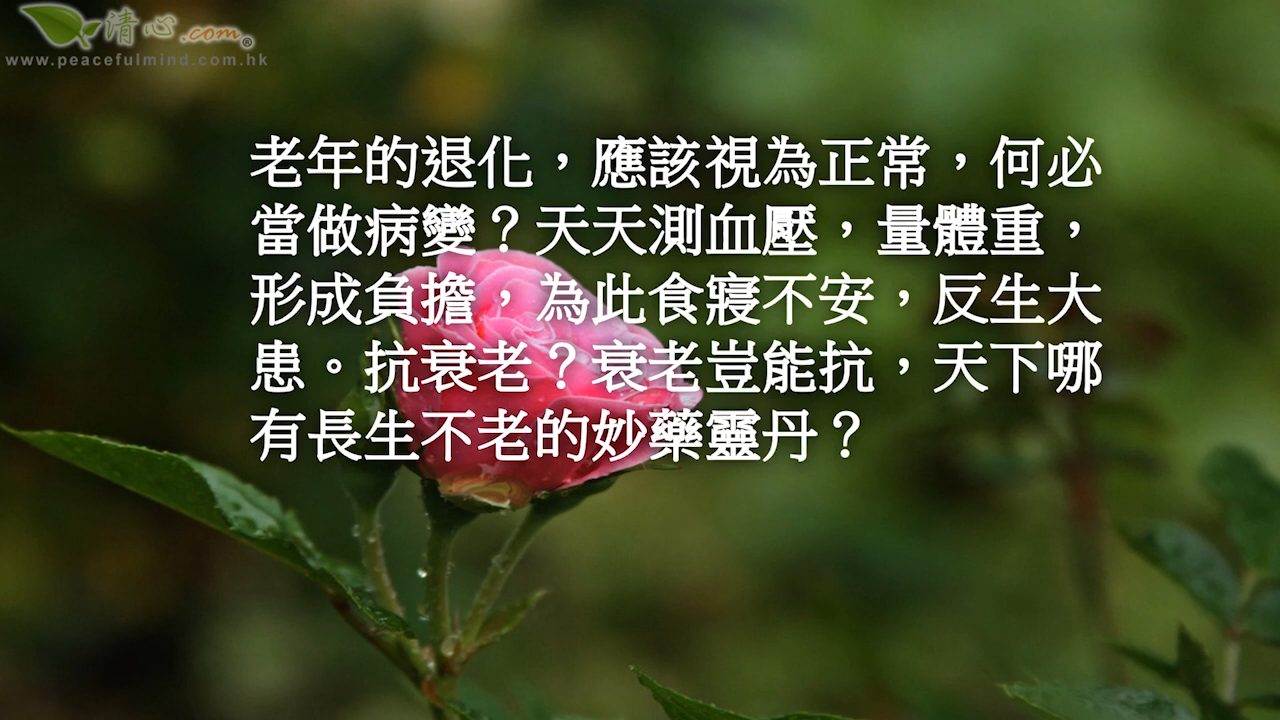 清心.com®
www.peacefulmind.com.hk
老年的退化，應該視為正常，何必
當做病變？天天測血壓，量體重，
形成負擔，為此食寢不安，反生大
患。抗衰老？衰老豈能抗，天下哪
有長生不老的妙藥靈丹？